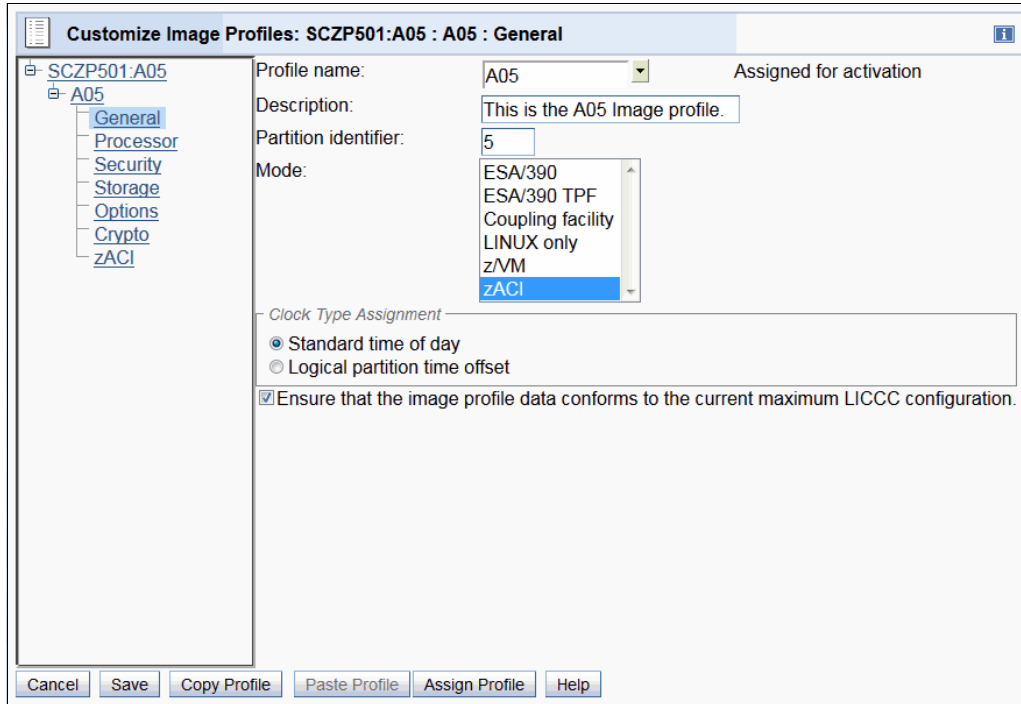 Customize Image Profiles: SCZP501:A05 : A05 : General
i
SCZP501:A05
A05
General
Processor
Security
Storage
Options
Crypto
zACI
Profile name:
A05
Assigned for activation
Description:
This is the A05 Image profile.
Partition identifier:
5
Mode:
ESA/390
ESA/390 TPF
Coupling facility
LINUX only
z/VM
zACI
Clock Type Assignment
Standard time of day
Logical partition time offset
Ensure that the image profile data conforms to the current maximum LICCC configuration.
Cancel Save Copy Profile Paste Profile Assign Profile Help